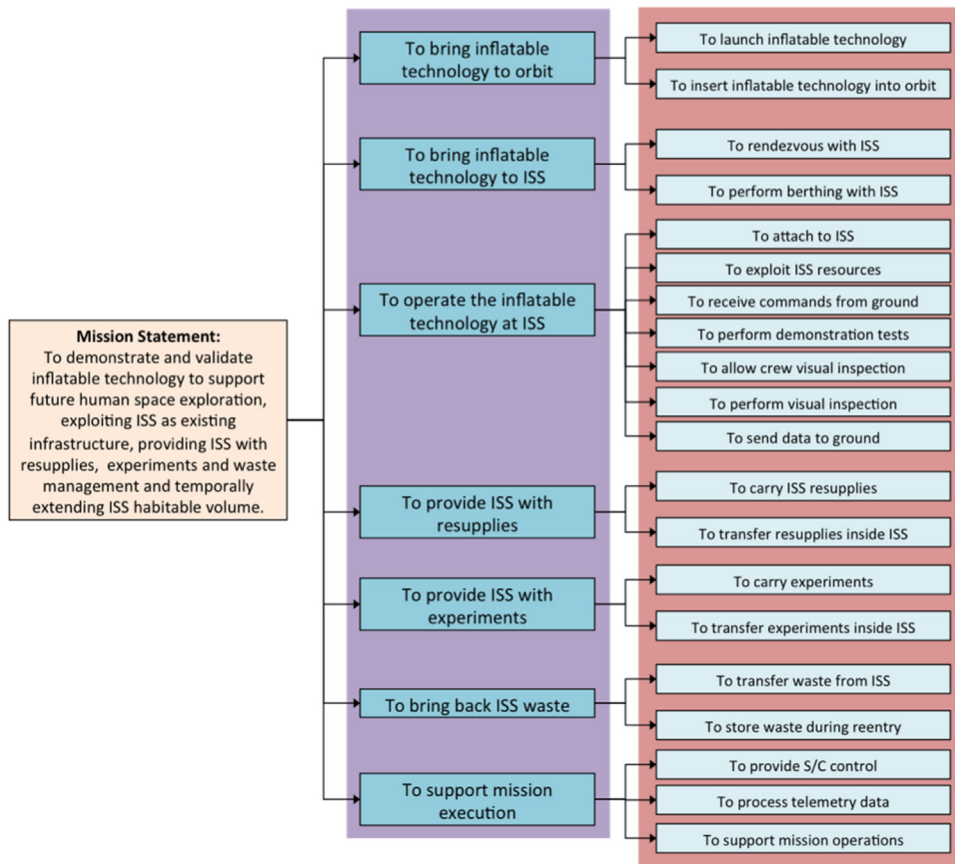 Mission Statement:
To demonstrate and validate
inflatable technology to support
future human space exploration,
exploiting ISS as existing
infrastructure, providing ISS with
resupplies, experiments and waste
management and temporally
extending ISS habitable volume.
To bring inflatable
technology to orbit
To launch inflatable technology
To insert inflatable technology into orbit
To bring inflatable
technology to ISS
To rendezvous with ISS
To perform berthing with ISS
To operate the inflatable
technology at ISS
To attach to ISS
To exploit ISS resources
To receive commands from ground
To perform demonstration tests
To allow crew visual inspection
To perform visual inspection
To send data to ground
To provide ISS with
resupplies
To carry ISS resupplies
To transfer resupplies inside ISS
To provide ISS with
experiments
To carry experiments
To transfer experiments inside ISS
To bring back ISS waste
To transfer waste from ISS
To store waste during reentry
To support mission
execution
To provide S/C control
To process telemetry data
To support mission operations